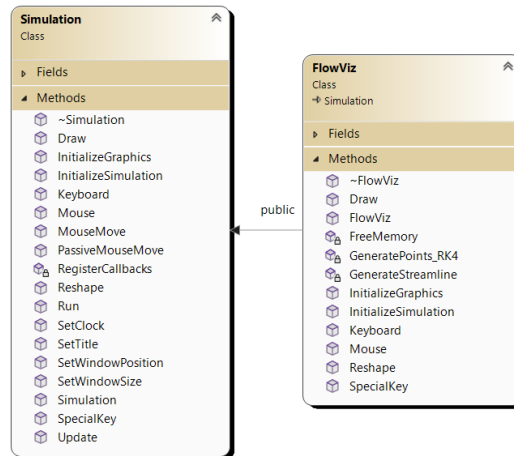 Simulation
Class
Fields
Methods
~Simulation
Draw
InitializeGraphics
InitializeSimulation
Keyboard
Mouse
MouseMove
PassiveMouseMove
RegisterCallbacks
Reshape
Run
SetClock
SetTitle
SetWindowPosition
SetWindowSize
Simulation
SpecialKey
Update
public
FlowViz
Class
Simulation
Fields
Methods
~FlowViz
Draw
FlowViz
FreeMemory
GeneratePoints_RK4
GenerateStreamline
InitializeGraphics
InitializeSimulation
Keyboard
Mouse
Reshape
SpecialKey